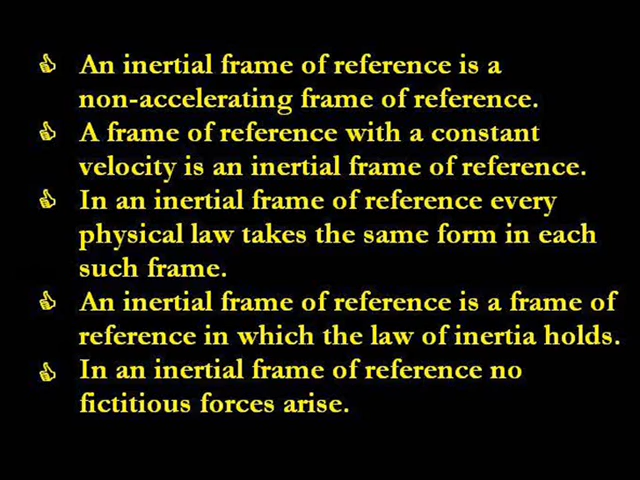 An inertial frame of reference is a
non-accelerating frame of reference.
A frame of reference with a constant
velocity is an inertial frame of reference.
In an inertial frame of reference every
physical law takes the same form in each
such frame.
An inertial frame of reference is a frame of
reference in which the law of inertia holds.
In an inertial frame of reference no
fictitious forces arise.